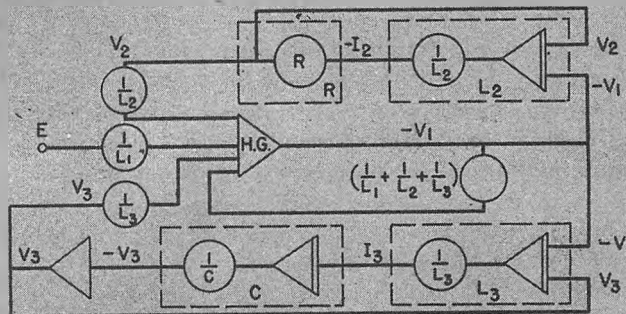 V2
-I2
V2
1/L2
R
R
1/L2
L2
-V1
E
1/L1
H.G.
-V1
V3
1/L3
(1/L1 + 1/L2 + 1/L3)
V3
-V3
1/C
C
I3
1/L3
L3
-V
V3